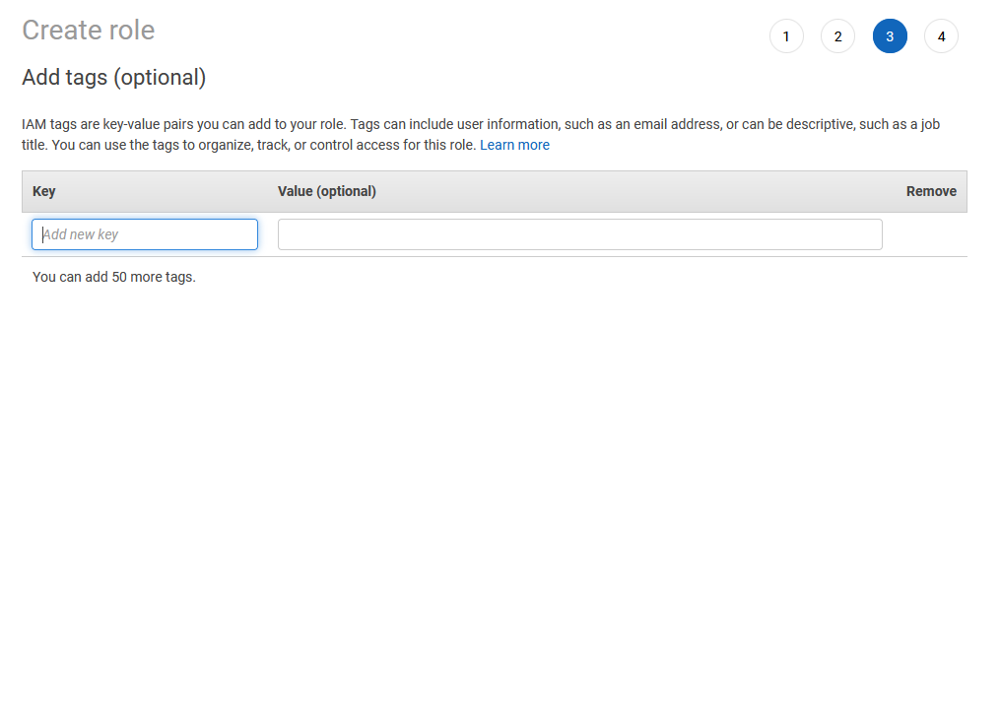 Create role
1 2 3 4
Add tags (optional)
IAM tags are key-value pairs you can add to your role. Tags can include user information, such as an email address, or can be descriptive, such as a job
title. You can use the tags to organize, track, or control access for this role. Learn more
Key Value (optional) Remove
Add new key
You can add 50 more tags.